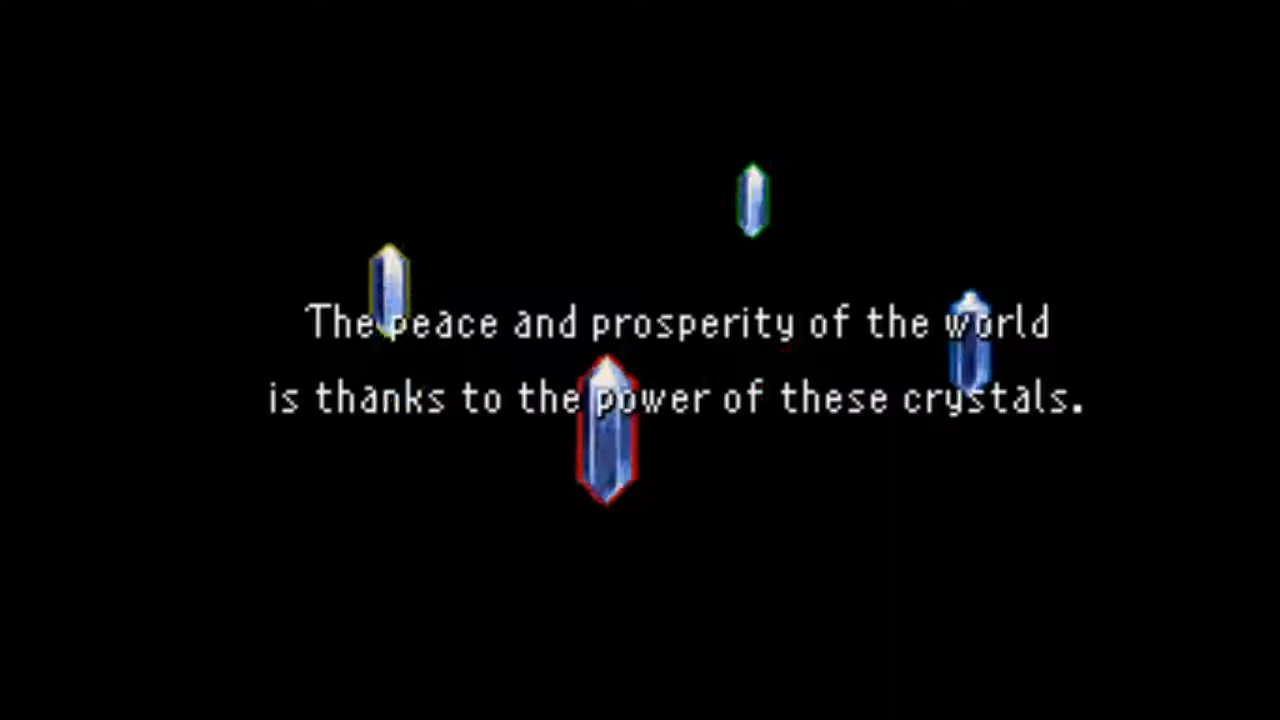 The peace and prosperity of the world
is thanks to the power of these crystals.